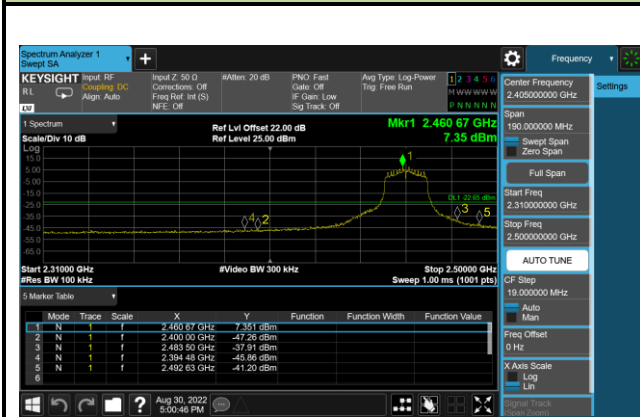 Spectrum Analyzer 1
Swept SA
+
Frequency
KEYSIGHT
R L
Input: RF
Coupling: DC
Align: Auto
Input Z: 50 Ω
Corrections: Off
Freq Ref: Int (S)
NFE: Off
#Atten: 20 dB
PNO: Fast
Gate: Off
IF Gain: Low
Sig Track: Off
Avg Type: Log-Power
Trig: Free Run
1 2 3 4 5 6
M W W W W W
P N N N N N
Settings
Center Frequency
2.405000000 GHz
Span
190.000000 MHz
Swept Span
Zero Span
Full Span
Start Freq
2.310000000 GHz
Stop Freq
2.500000000 GHz
AUTO TUNE
CF Step
19.000000 MHz
Auto
Man
Freq Offset
0 Hz
X Axis Scale
Log
Lin
Signal Track
(Span Zoom)
1 Spectrum
Scale/Div 10 dB
Ref Lvl Offset 22.00 dB
Ref Level 25.00 dBm
Mkr1 2.460 67 GHz
7.35 dBm
Log
15.0
5.00
-5.00
-15.0
-25.0
-35.0
-45.0
-55.0
-65.0
1
DL1 -22.65 dBm
4
2
3
5
Start 2.31000 GHz
#Res BW 100 kHz
#Video BW 300 kHz
Stop 2.50000 GHz
Sweep 1.00 ms (1001 pts)
5 Marker Table
Mode Trace Scale X Y Function Function Width Function Value
1 N 1 f 2.460 67 GHz 7.351 dBm
2 N 1 f 2.400 00 GHz -47.26 dBm
3 N 1 f 2.483 50 GHz -37.91 dBm
4 N 1 f 2.394 48 GHz -45.86 dBm
5 N 1 f 2.492 63 GHz -41.20 dBm
6
?
Aug 30, 2022
5:00:46 PM